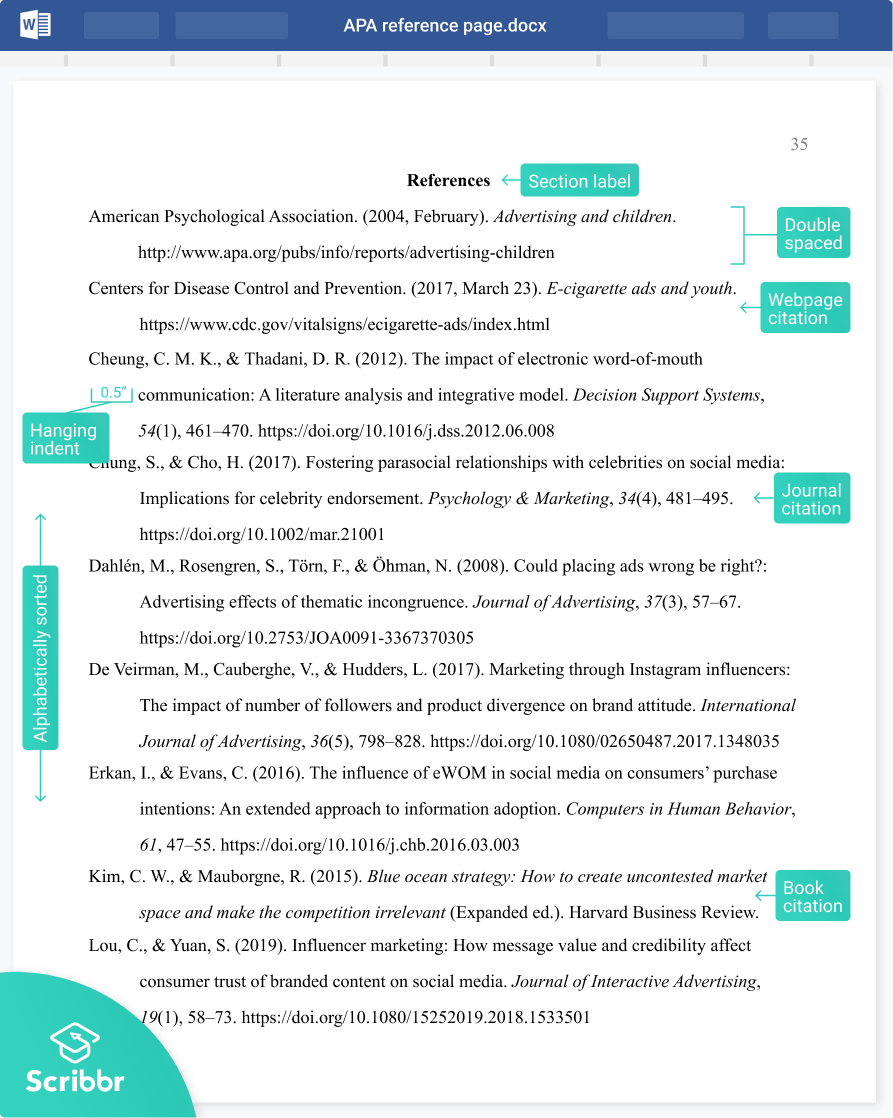 W
APA reference page.docx
35
References
Section label
American Psychological Association. (2004, February). Advertising and children.
http://www.apa.org/pubs/info/reports/advertising-children
Double
spaced
Centers for Disease Control and Prevention. (2017, March 23). E-cigarette ads and youth.
https://www.cdc.gov/vitalsigns/ecigarette-ads/index.html
Webpage
citation
Cheung, C. M. K., & Thadani, D. R. (2012). The impact of electronic word-of-mouth
0.5”
communication: A literature analysis and integrative model. Decision Support Systems,
54(1), 461–470. https://doi.org/10.1016/j.dss.2012.06.008
Hanging
indent
Chung, S., & Cho, H. (2017). Fostering parasocial relationships with celebrities on social media:
Implications for celebrity endorsement. Psychology & Marketing, 34(4), 481–495.
https://doi.org/10.1002/mar.21001
Journal
citation
Dahlén, M., Rosengren, S., Törn, F., & Öhman, N. (2008). Could placing ads wrong be right?:
Advertising effects of thematic incongruence. Journal of Advertising, 37(3), 57–67.
https://doi.org/10.2753/JOA0091-3367370305
Alphabetically sorted
De Veirman, M., Cauberghe, V., & Hudders, L. (2017). Marketing through Instagram influencers:
The impact of number of followers and product divergence on brand attitude. International
Journal of Advertising, 36(5), 798–828. https://doi.org/10.1080/02650487.2017.1348035
Erkan, I., & Evans, C. (2016). The influence of eWOM in social media on consumers’ purchase
intentions: An extended approach to information adoption. Computers in Human Behavior,
61, 47–55. https://doi.org/10.1016/j.chb.2016.03.003
Kim, C. W., & Mauborgne, R. (2015). Blue ocean strategy: How to create uncontested market
space and make the competition irrelevant (Expanded ed.). Harvard Business Review.
Book
citation
Lou, C., & Yuan, S. (2019). Influencer marketing: How message value and credibility affect
consumer trust of branded content on social media. Journal of Interactive Advertising,
19(1), 58–73. https://doi.org/10.1080/15252019.2018.1533501
Scribbr